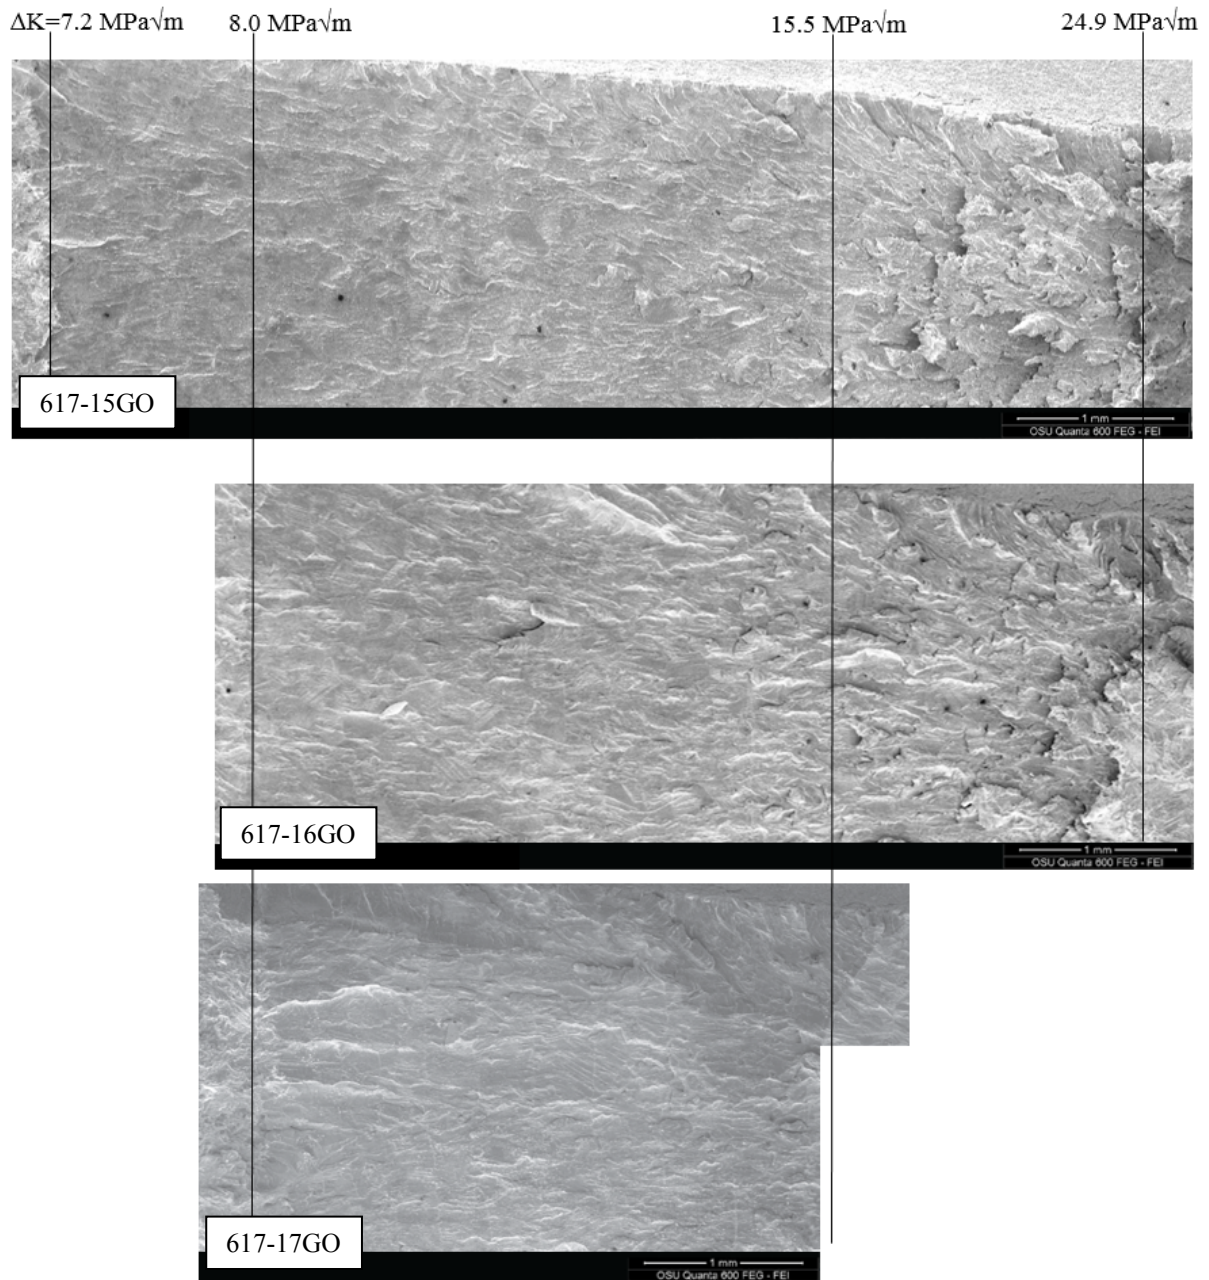 ΔK=7.2 MPa√m 8.0 MPa√m 15.5 MPa√m 24.9 MPa√m
617-15GO
1 mm
OSU Quanta 600 FEG - FEI
617-16GO
1 mm
OSU Quanta 600 FEG - FEI
617-17GO
1 mm
OSU Quanta 600 FEG - FEI